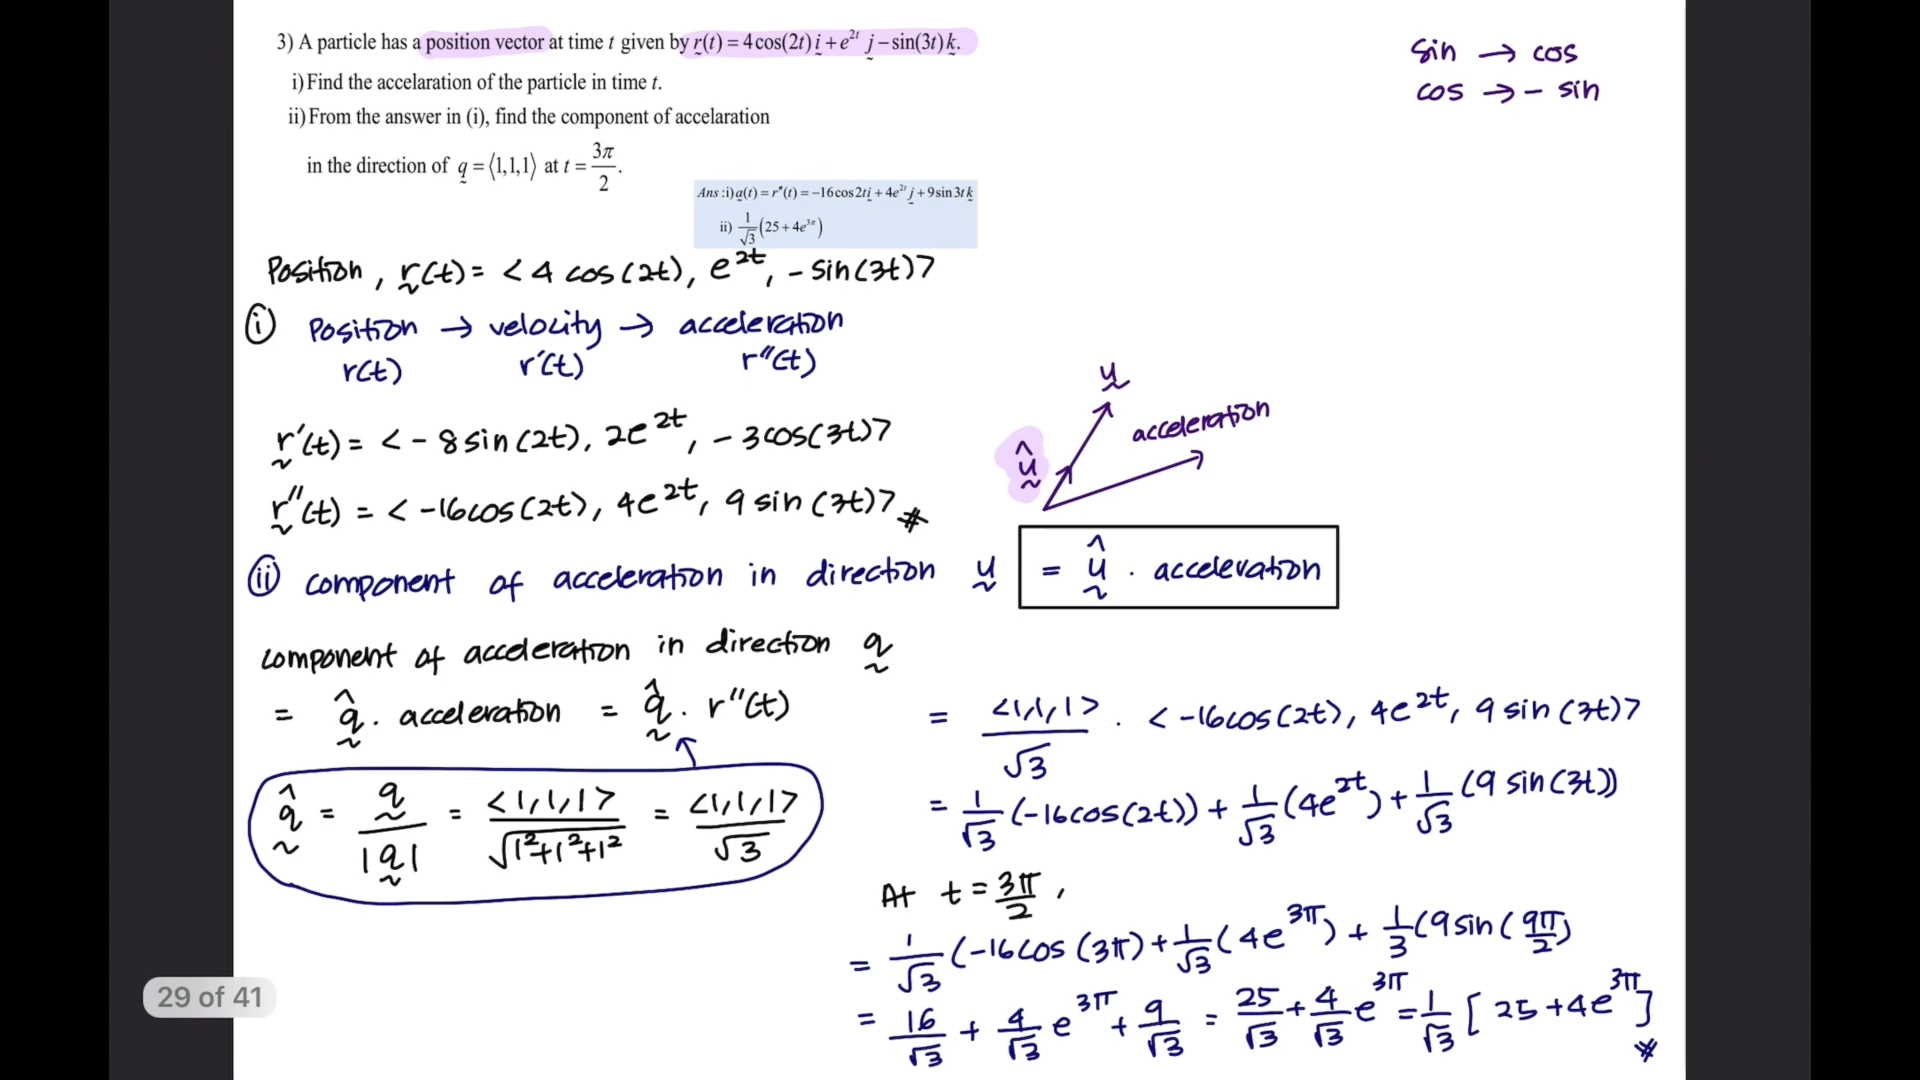 3) A particle has a position vector at time t given by r(t) = 4cos(2t) i + e^{2t} j − sin(3t) k.
sin → cos
cos → − sin
i) Find the accelaration of the particle in time t.
ii) From the answer in (i), find the component of accelaration
in the direction of q = ⟨1,1,1⟩ at t = 3π/2.
Ans : i) a(t) = r"(t) = −16cos2t i + 4e^{2t} j + 9sin3t k
ii) 1/√3 (25 + 4e^{3π})
Position, r(t) = < 4 cos(2t), e^{2t}, − sin(3t)>
(i) Position → velocity → acceleration
r(t) r'(t) r"(t)
r'(t) = < − 8 sin(2t), 2e^{2t}, − 3cos(3t)>
r"(t) = < −16cos(2t), 4e^{2t}, 9 sin(3t)> #
u
acceleration
û
(ii) component of acceleration in direction u = û . acceleration
component of acceleration in direction q
= q̂ . acceleration = q̂ . r"(t)
q̂ = q/|q| = <1,1,1>/√(1²+1²+1²) = <1,1,1>/√3
= <1,1,1>/√3 . < −16cos(2t), 4e^{2t}, 9 sin(3t)>
= 1/√3 (−16cos(2t)) + 1/√3 (4e^{2t}) + 1/√3 (9 sin(3t))
At t = 3π/2 ,
= 1/√3 (−16cos(3π) + 1/√3 (4e^{3π}) + 1/3 (9sin(9π/2)
= 16/√3 + 4/√3 e^{3π} + 9/√3 = 25/√3 + 4/√3 e^{3π} = 1/√3 [ 25 + 4e^{3π} ] #
29 of 41